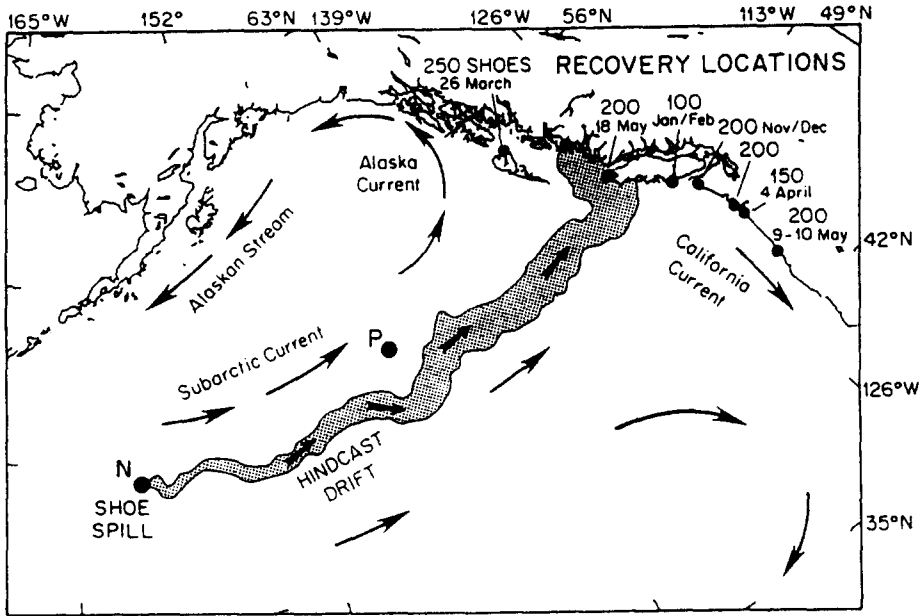 165°W 152° 63°N 139°W 126°W 56°N 113°W 49°N
RECOVERY LOCATIONS
250 SHOES
26 March
200
18 May
100
Jan/Feb
200 Nov/Dec
200
150
4 April
200
9-10 May
42°N
Alaska
Current
Alaskan Stream
California
Current
Subarctic Current
P
126°W
N
SHOE
SPILL
HINDCAST
DRIFT
35°N